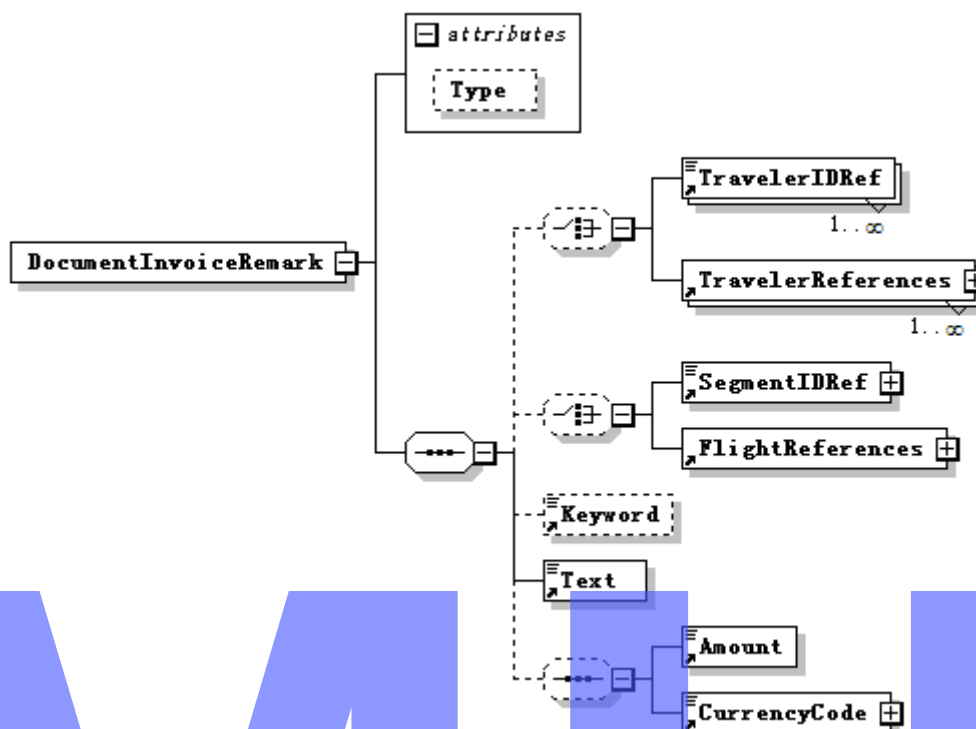 attributes
Type
TravelerIDRef
1..∞
DocumentInvoiceRemark
TravelerReferences
1..∞
SegmentIDRef
FlightReferences
Keyword
Text
Amount
CurrencyCode